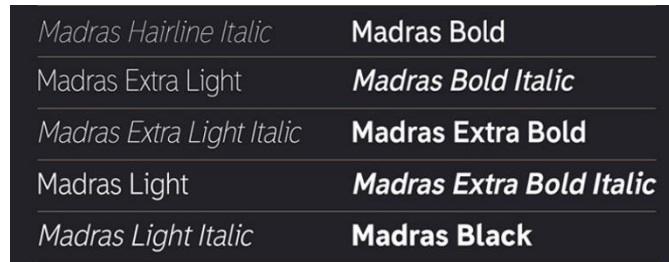 Madras Hairline Italic
Madras Extra Light
Madras Extra Light Italic
Madras Light
Madras Light Italic
Madras Bold
Madras Bold Italic
Madras Extra Bold
Madras Extra Bold Italic
Madras Black